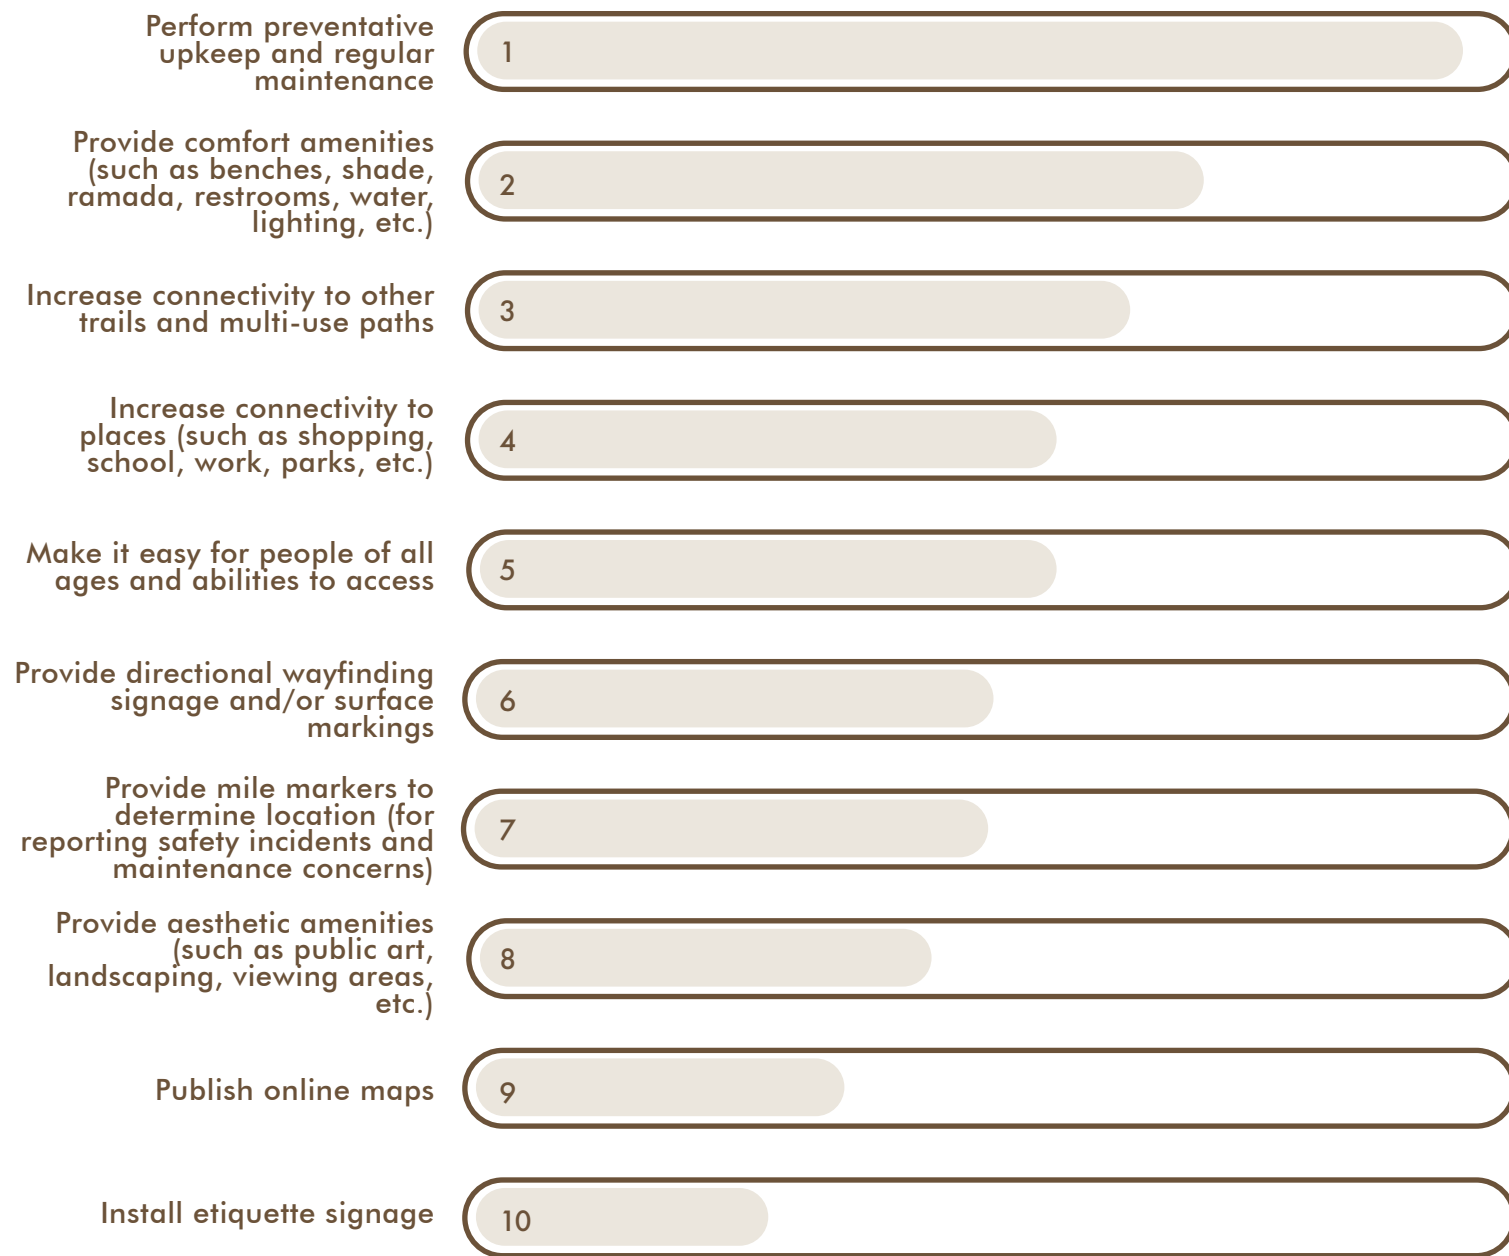 Perform preventative
upkeep and regular
maintenance
1
Provide comfort amenities
(such as benches, shade,
ramada, restrooms, water,
lighting, etc.)
2
Increase connectivity to other
trails and multi-use paths
3
Increase connectivity to
places (such as shopping,
school, work, parks, etc.)
4
Make it easy for people of all
ages and abilities to access
5
Provide directional wayfinding
signage and/or surface
markings
6
Provide mile markers to
determine location (for
reporting safety incidents and
maintenance concerns)
7
Provide aesthetic amenities
(such as public art,
landscaping, viewing areas,
etc.)
8
Publish online maps
9
Install etiquette signage
10